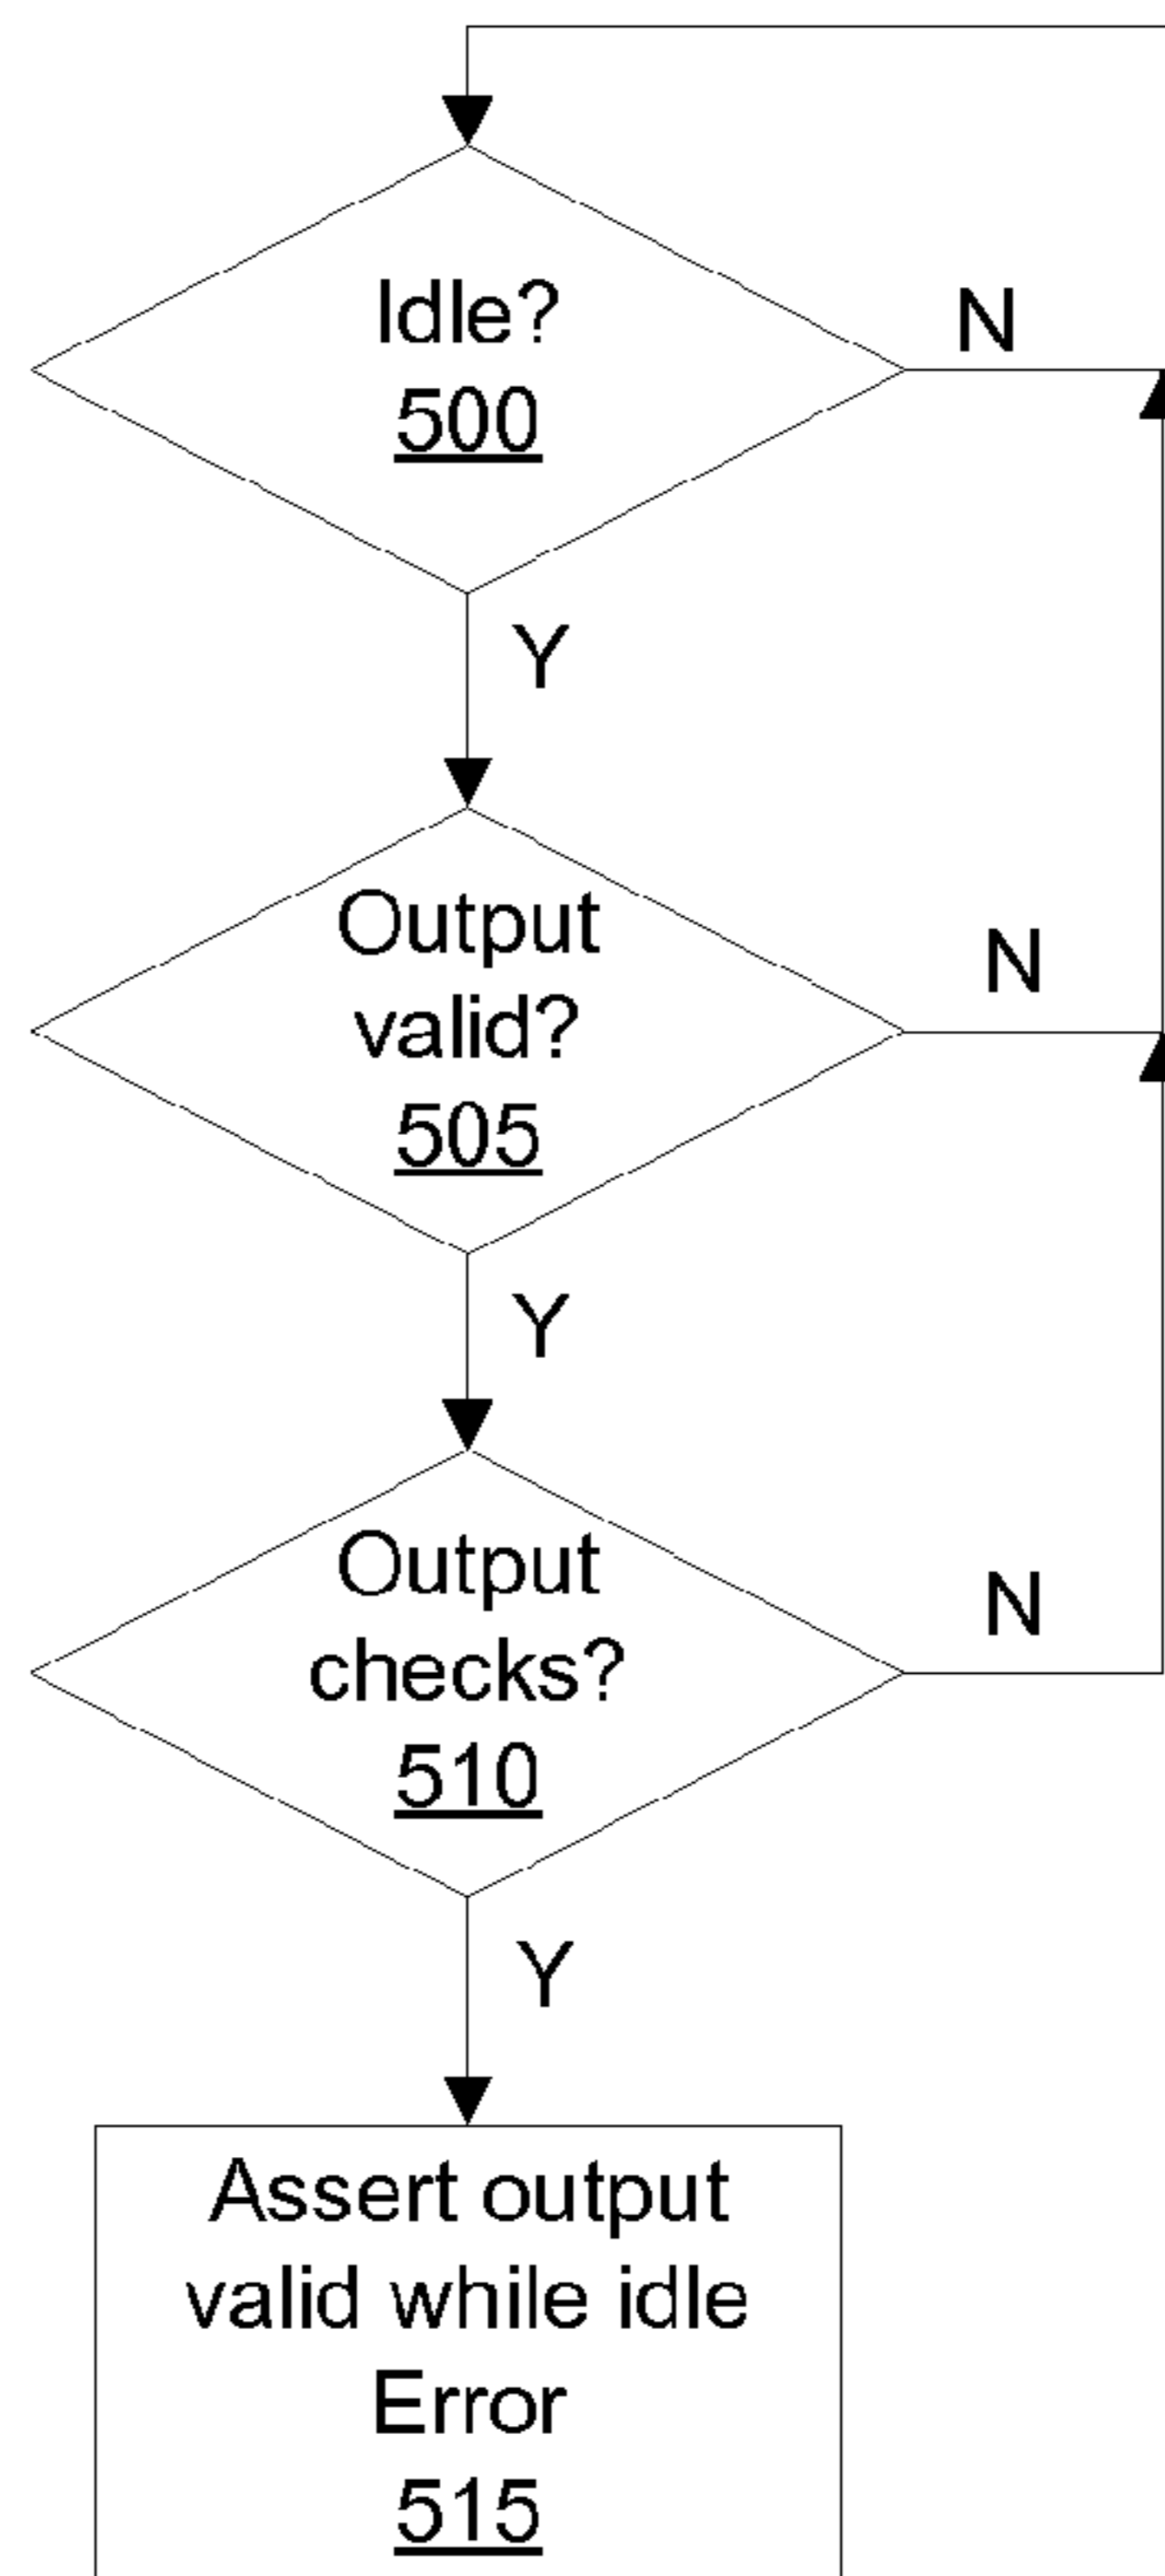 Idle?
500
N
Y
Output
valid?
505
N
Y
Output
checks?
510
N
Y
Assert output
valid while idle
Error
515